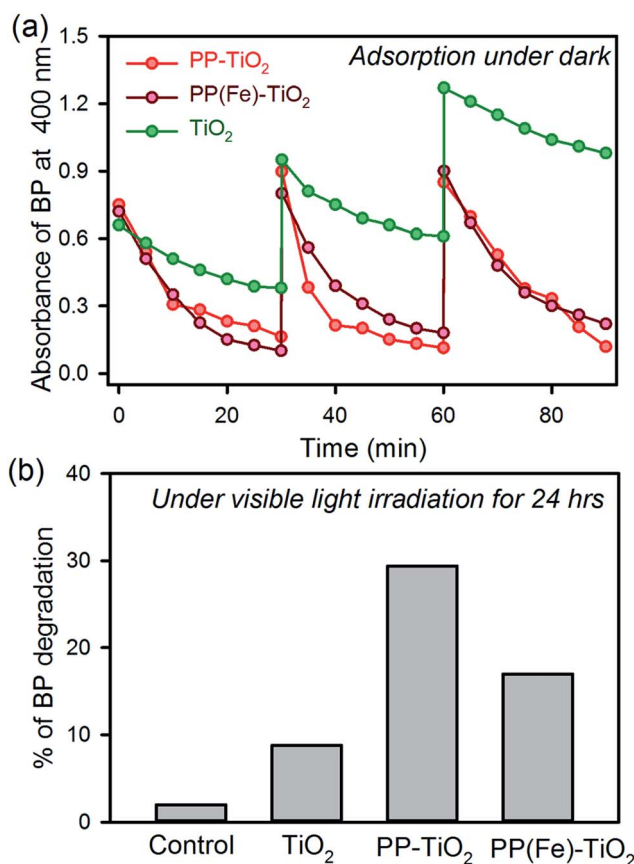 (a)
Adsorption under dark
PP-TiO₂
PP(Fe)-TiO₂
TiO₂
Absorbance of BP at 400 nm
1.5
1.2
0.9
0.6
0.3
0.0
0 20 40 60 80
Time (min)
(b)
Under visible light irradiation for 24 hrs
% of BP degradation
40
30
20
10
0
Control TiO₂ PP-TiO₂ PP(Fe)-TiO₂